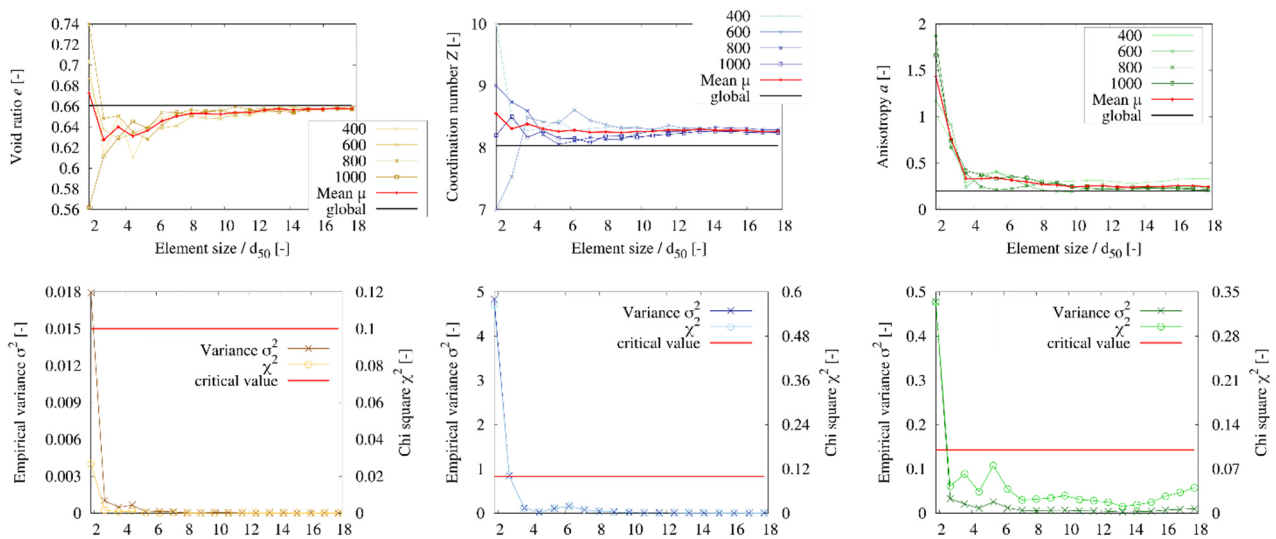 0.74
0.72
0.70
0.68
0.66
0.64
0.62
0.60
0.58
0.56
Void ratio e [-]
400
600
800
1000
Mean μ
global
2 4 6 8 10 12 14 16 18
Element size / d50 [-]
10
9
8
7
Coordination number Z [-]
400
600
800
1000
Mean μ
global
2 4 6 8 10 12 14 16 18
Element size / d50 [-]
2
1.5
1
0.5
0
Anisotropy a [-]
400
600
800
1000
Mean μ
global
2 4 6 8 10 12 14 16 18
Element size / d50 [-]
0.018
0.015
0.012
0.009
0.006
0.003
0
Empirical variance σ2 [-]
Variance σ2
χ2
critical value
0.12
0.1
0.08
0.06
0.04
0.02
0
Chi square χ2 [-]
2 4 6 8 10 12 14 16 18
5
4
3
2
1
0
Empirical variance σ2 [-]
Variance σ2
χ2
critical value
0.6
0.48
0.36
0.24
0.12
0
Chi square χ2 [-]
2 4 6 8 10 12 14 16 18
0.5
0.4
0.3
0.2
0.1
0
Empirical variance σ2 [-]
Variance σ2
χ2
critical value
0.35
0.28
0.21
0.14
0.07
0
Chi square χ2 [-]
2 4 6 8 10 12 14 16 18